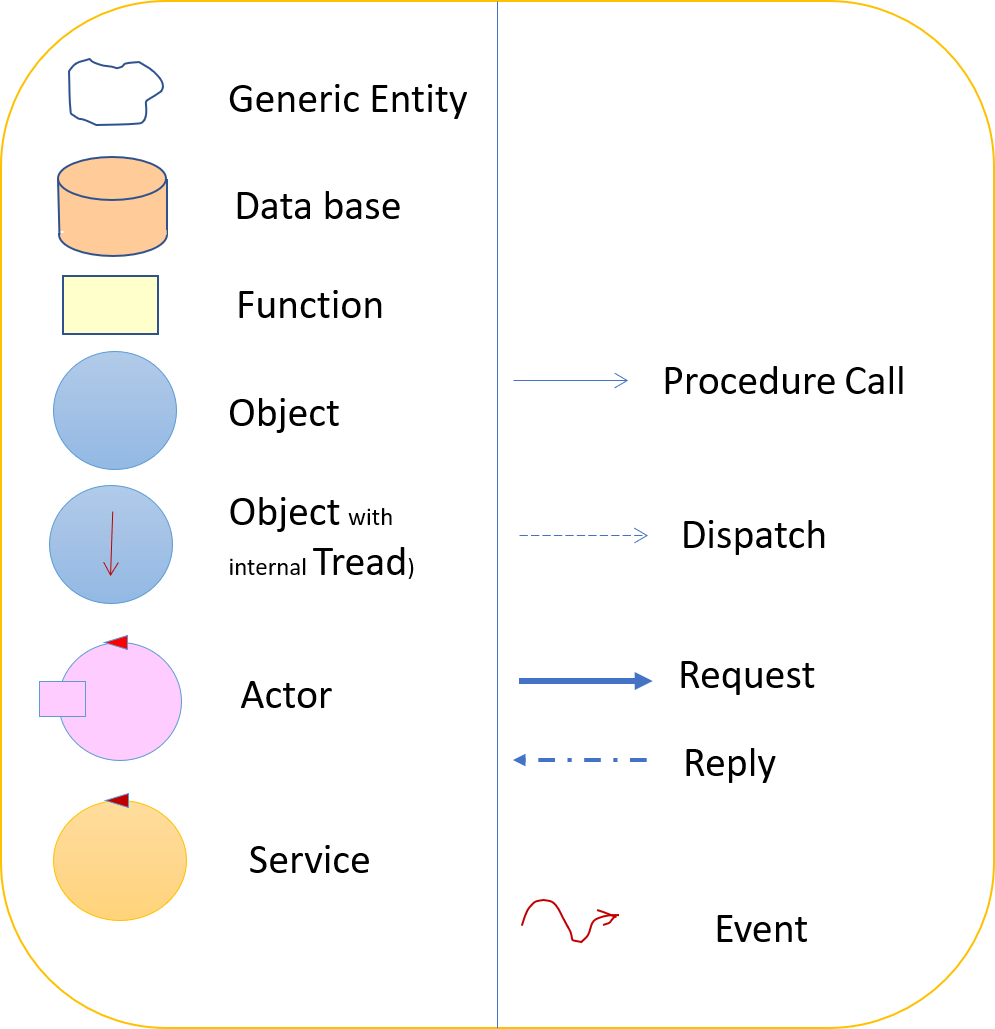 Generic Entity
Data base
Function
Object
Object with
internal Tread)
Actor
Service
Procedure Call
Dispatch
Request
Reply
Event